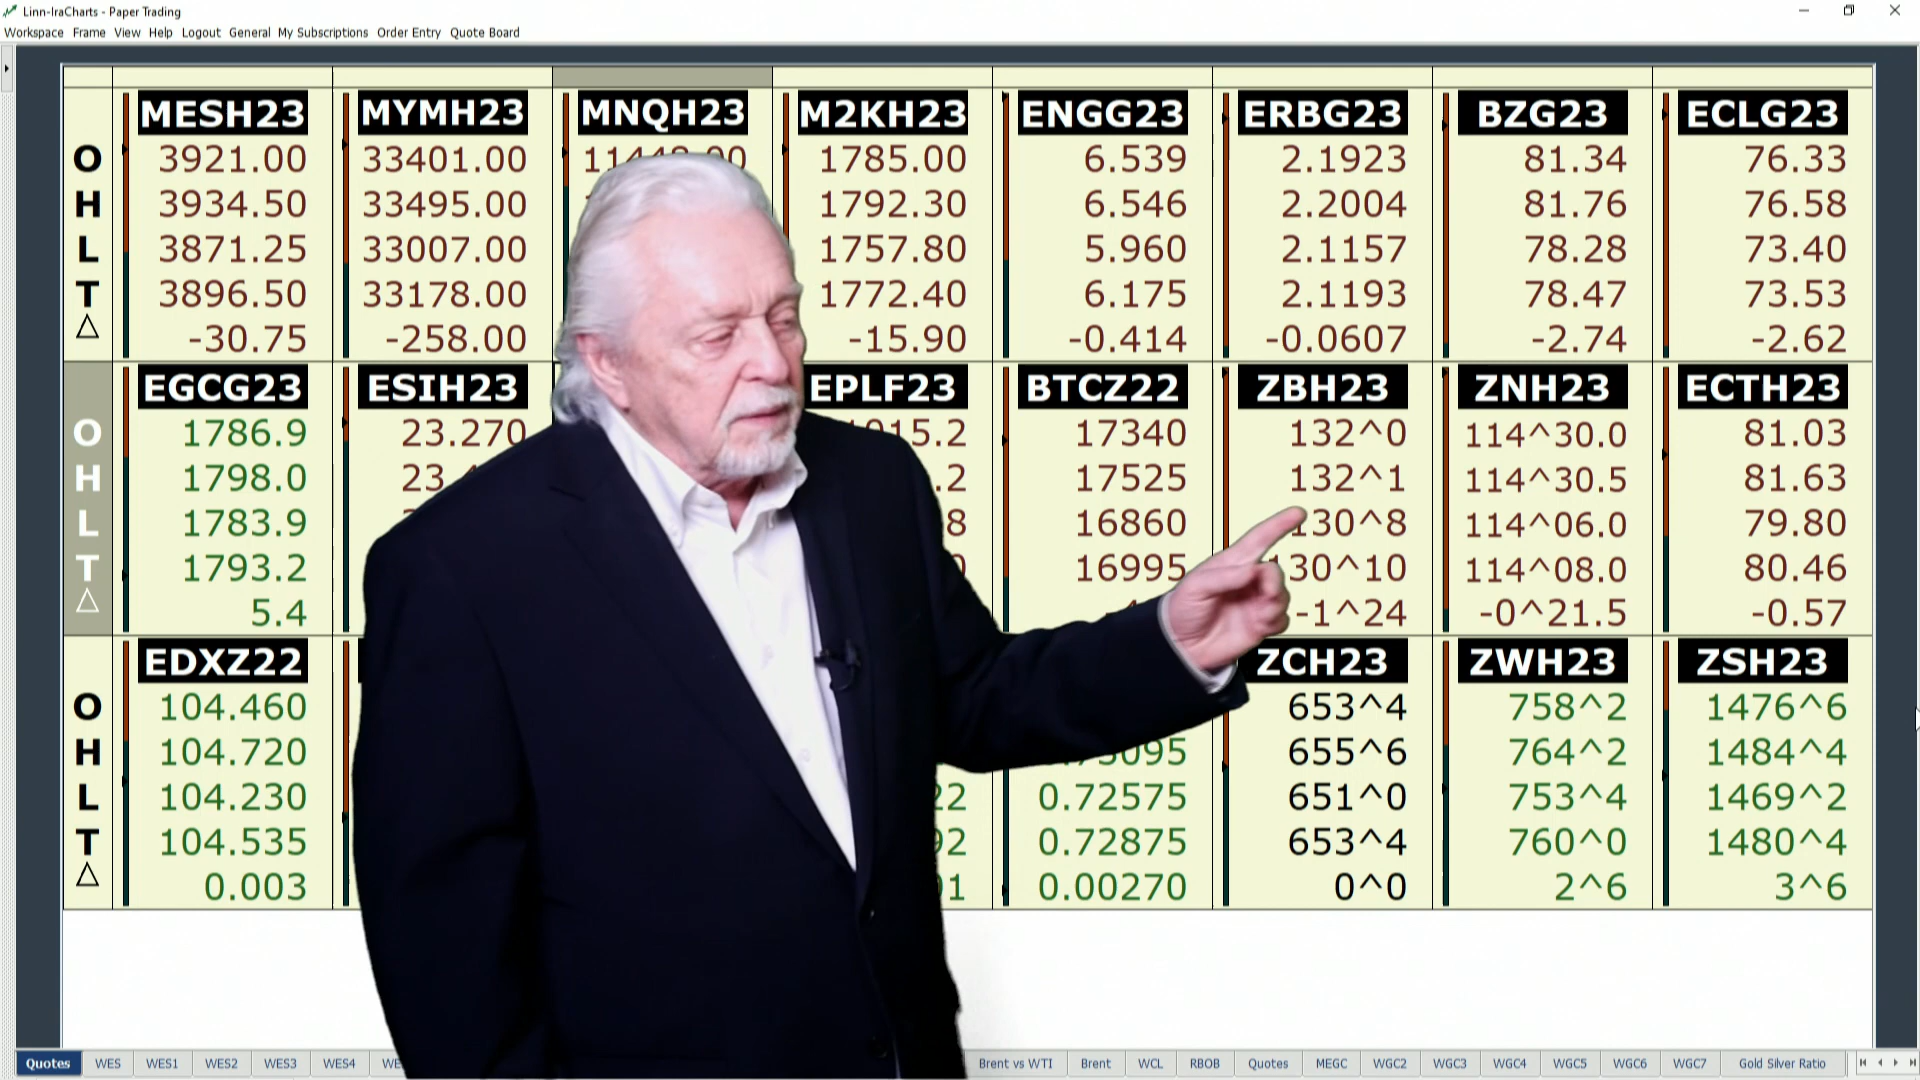 Linn-IraCharts - Paper Trading
Workspace Frame View Help Logout General My Subscriptions Order Entry Quote Board
MESH23 MYMH23 MNQH23 M2KH23 ENGG23 ERBG23 BZG23 ECLG23
O 3921.00 33401.00 1785.00 6.539 2.1923 81.34 76.33
H 3934.50 33495.00 1792.30 6.546 2.2004 81.76 76.58
L 3871.25 33007.00 1757.80 5.960 2.1157 78.28 73.40
T 3896.50 33178.00 1772.40 6.175 2.1193 78.47 73.53
△ -30.75 -258.00 -15.90 -0.414 -0.0607 -2.74 -2.62
EGCG23 ESIH23 EPLF23 BTCZ22 ZBH23 ZNH23 ECTH23
O 1786.9 23.270 17340 132^0 114^30.0 81.03
H 1798.0 17525 132^1 114^30.5 81.63
L 1783.9 16860 130^8 114^06.0 79.80
T 1793.2 16995 130^10 114^08.0 80.46
△ 5.4 -1^24 -0^21.5 -0.57
EDXZ22 ZCH23 ZWH23 ZSH23
O 104.460 653^4 758^2 1476^6
H 104.720 655^6 764^2 1484^4
L 104.230 0.72575 651^0 753^4 1469^2
T 104.535 0.72875 653^4 760^0 1480^4
△ 0.003 0.00270 0^0 2^6 3^6
Quotes WES WES1 WES2 WES3 WES4 Brent vs WTI Brent WCL RBOB Quotes MEGC WGC2 WGC3 WGC4 WGC5 WGC6 WGC7 Gold Silver Ratio